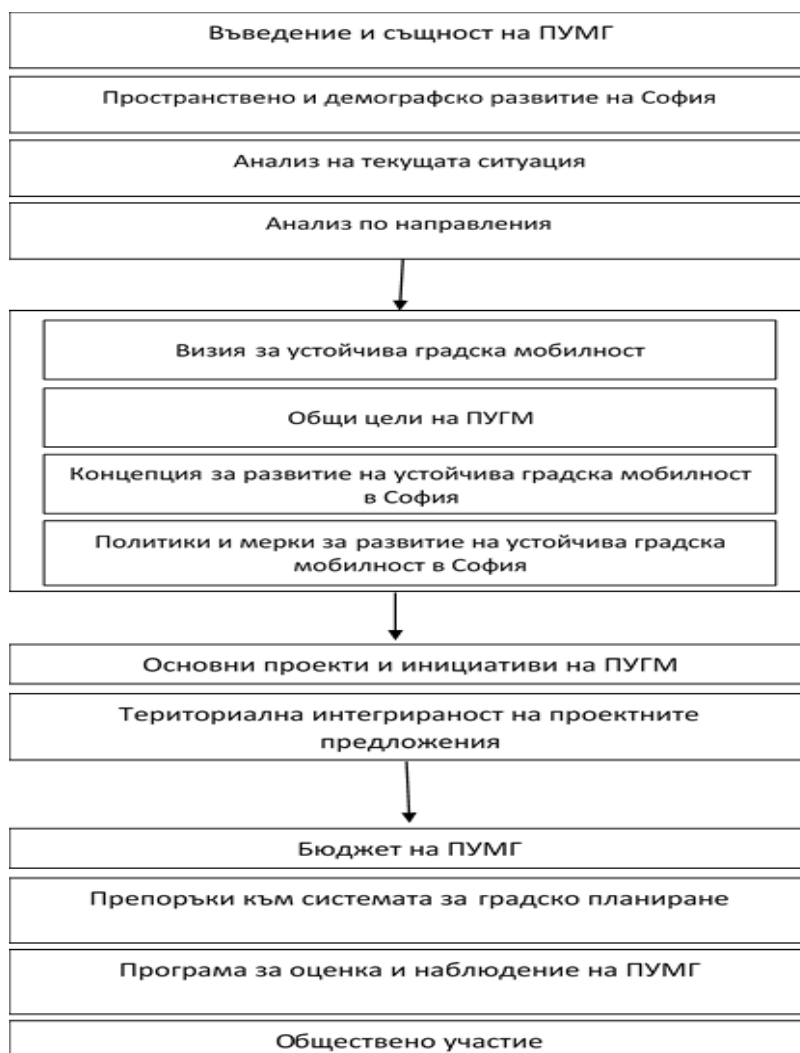 Въведение и същност на ПУМГ
Пространствено и демографско развитие на София
Анализ на текущата ситуация
Анализ по направления
Визия за устойчива градска мобилност
Общи цели на ПУГМ
Концепция за развитие на устойчива градска мобилност
в София
Политики и мерки за развитие на устойчива градска
мобилност в София
Основни проекти и инициативи на ПУГМ
Териториална интегрираност на проектните
предложения
Бюджет на ПУМГ
Препоръки към системата за градско планиране
Програма за оценка и наблюдение на ПУМГ
Обществено участие